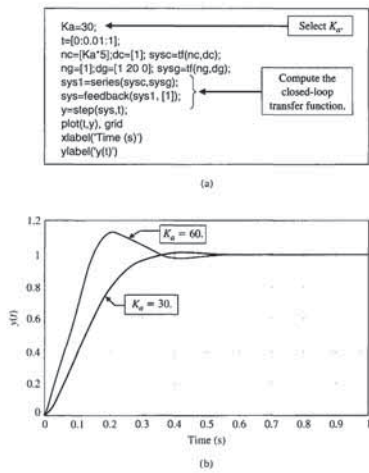 Ka=30;
Select Ka.
t=[0:0.01:1];
nc=[Ka*5];dc=[1]; sysc=tf(nc,dc);
ng=[1];dg=[1 20 0]; sysg=tf(ng,dg);
sys1=series(sysc,sysg);
sys=feedback(sys1, [1]);
Compute the
closed-loop
transfer function.
y=step(sys,t);
plot(t,y), grid
xlabel('Time (s)')
ylabel('y(t)')
(a)
1.2
1
0.8
0.6
0.4
0.2
0
y(t)
Ka = 60.
Ka = 30.
0 0.1 0.2 0.3 0.4 0.5 0.6 0.7 0.8 0.9 1
Time (s)
(b)